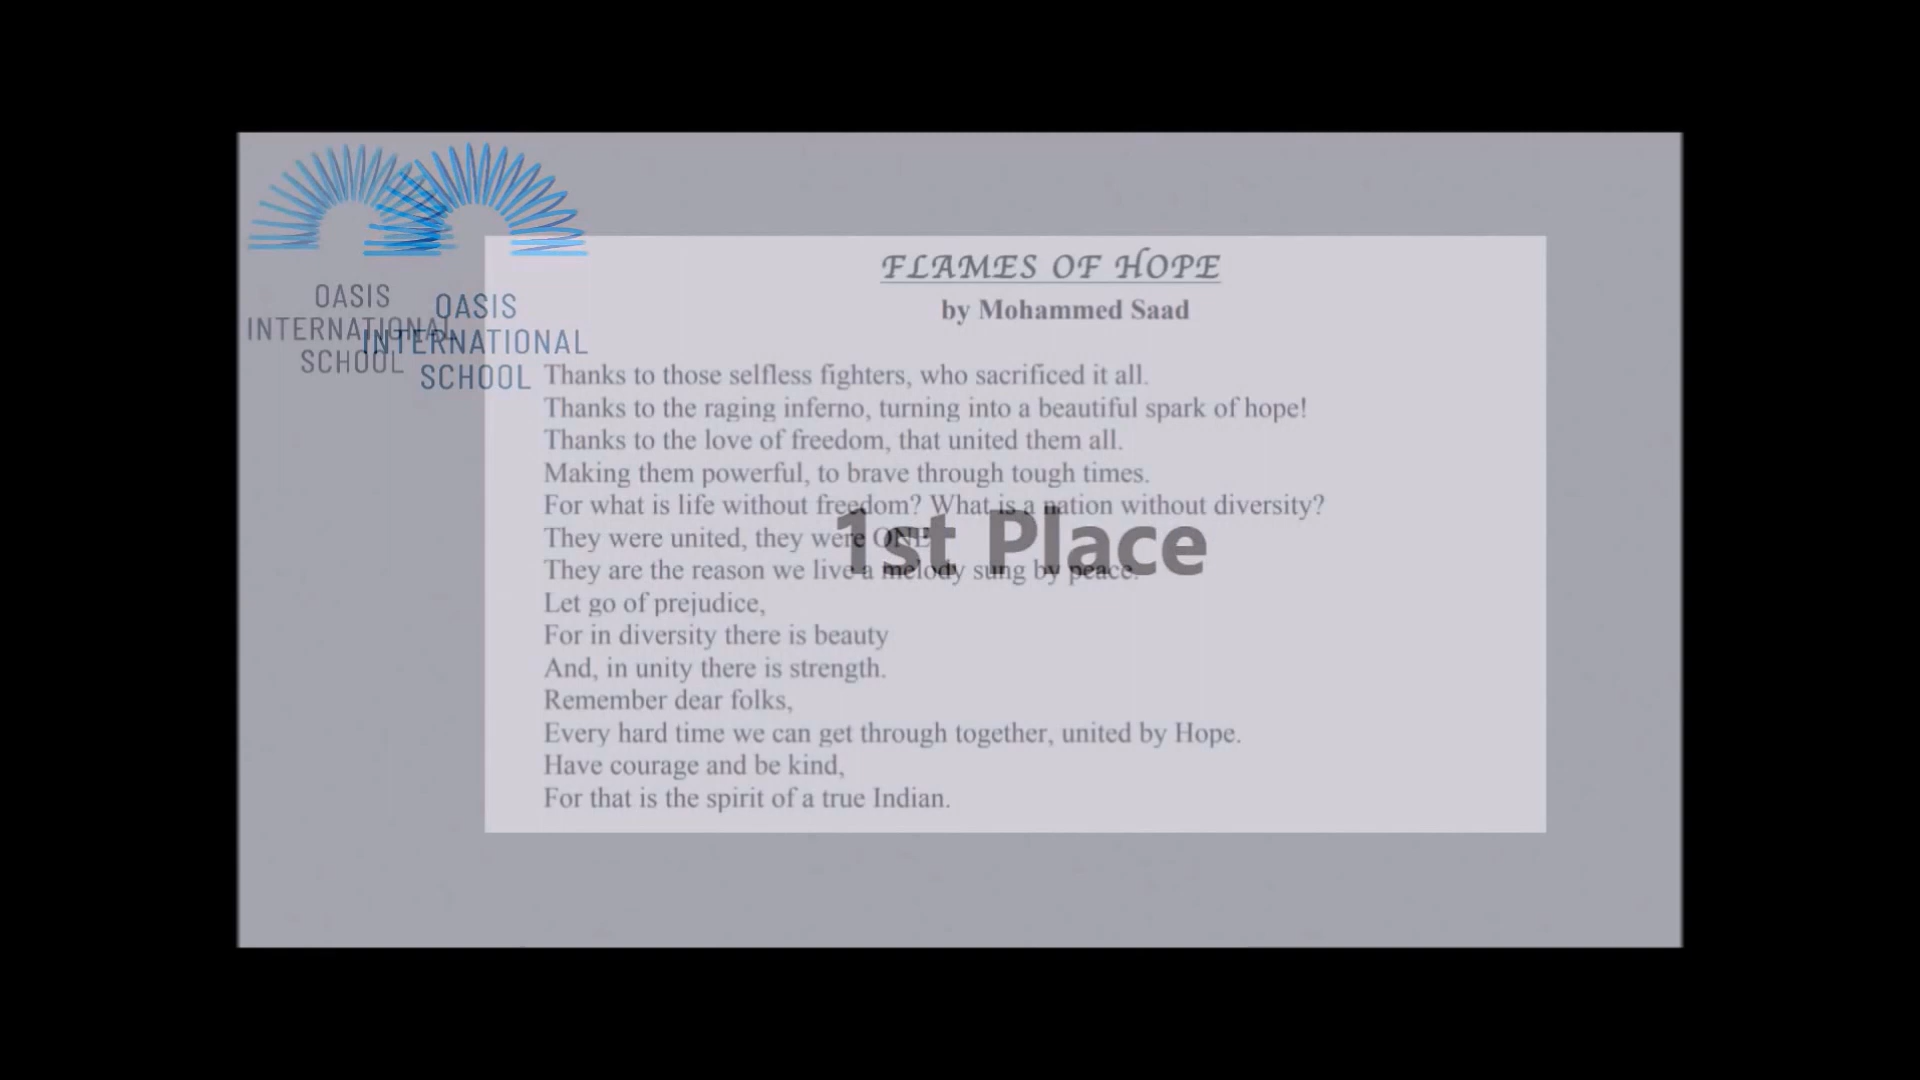 OASIS
INTERNATIONAL
SCHOOL
OASIS
INTERNATIONAL
SCHOOL
FLAMES OF HOPE
by Mohammed Saad
Thanks to those selfless fighters, who sacrificed it all.
Thanks to the raging inferno, turning into a beautiful spark of hope!
Thanks to the love of freedom, that united them all.
Making them powerful, to brave through tough times.
For what is life without freedom? What is a nation without diversity?
They were united, they were ONE
1st Place
They are the reason we live a melody sung by peace.
Let go of prejudice,
For in diversity there is beauty
And, in unity there is strength.
Remember dear folks,
Every hard time we can get through together, united by Hope.
Have courage and be kind,
For that is the spirit of a true Indian.